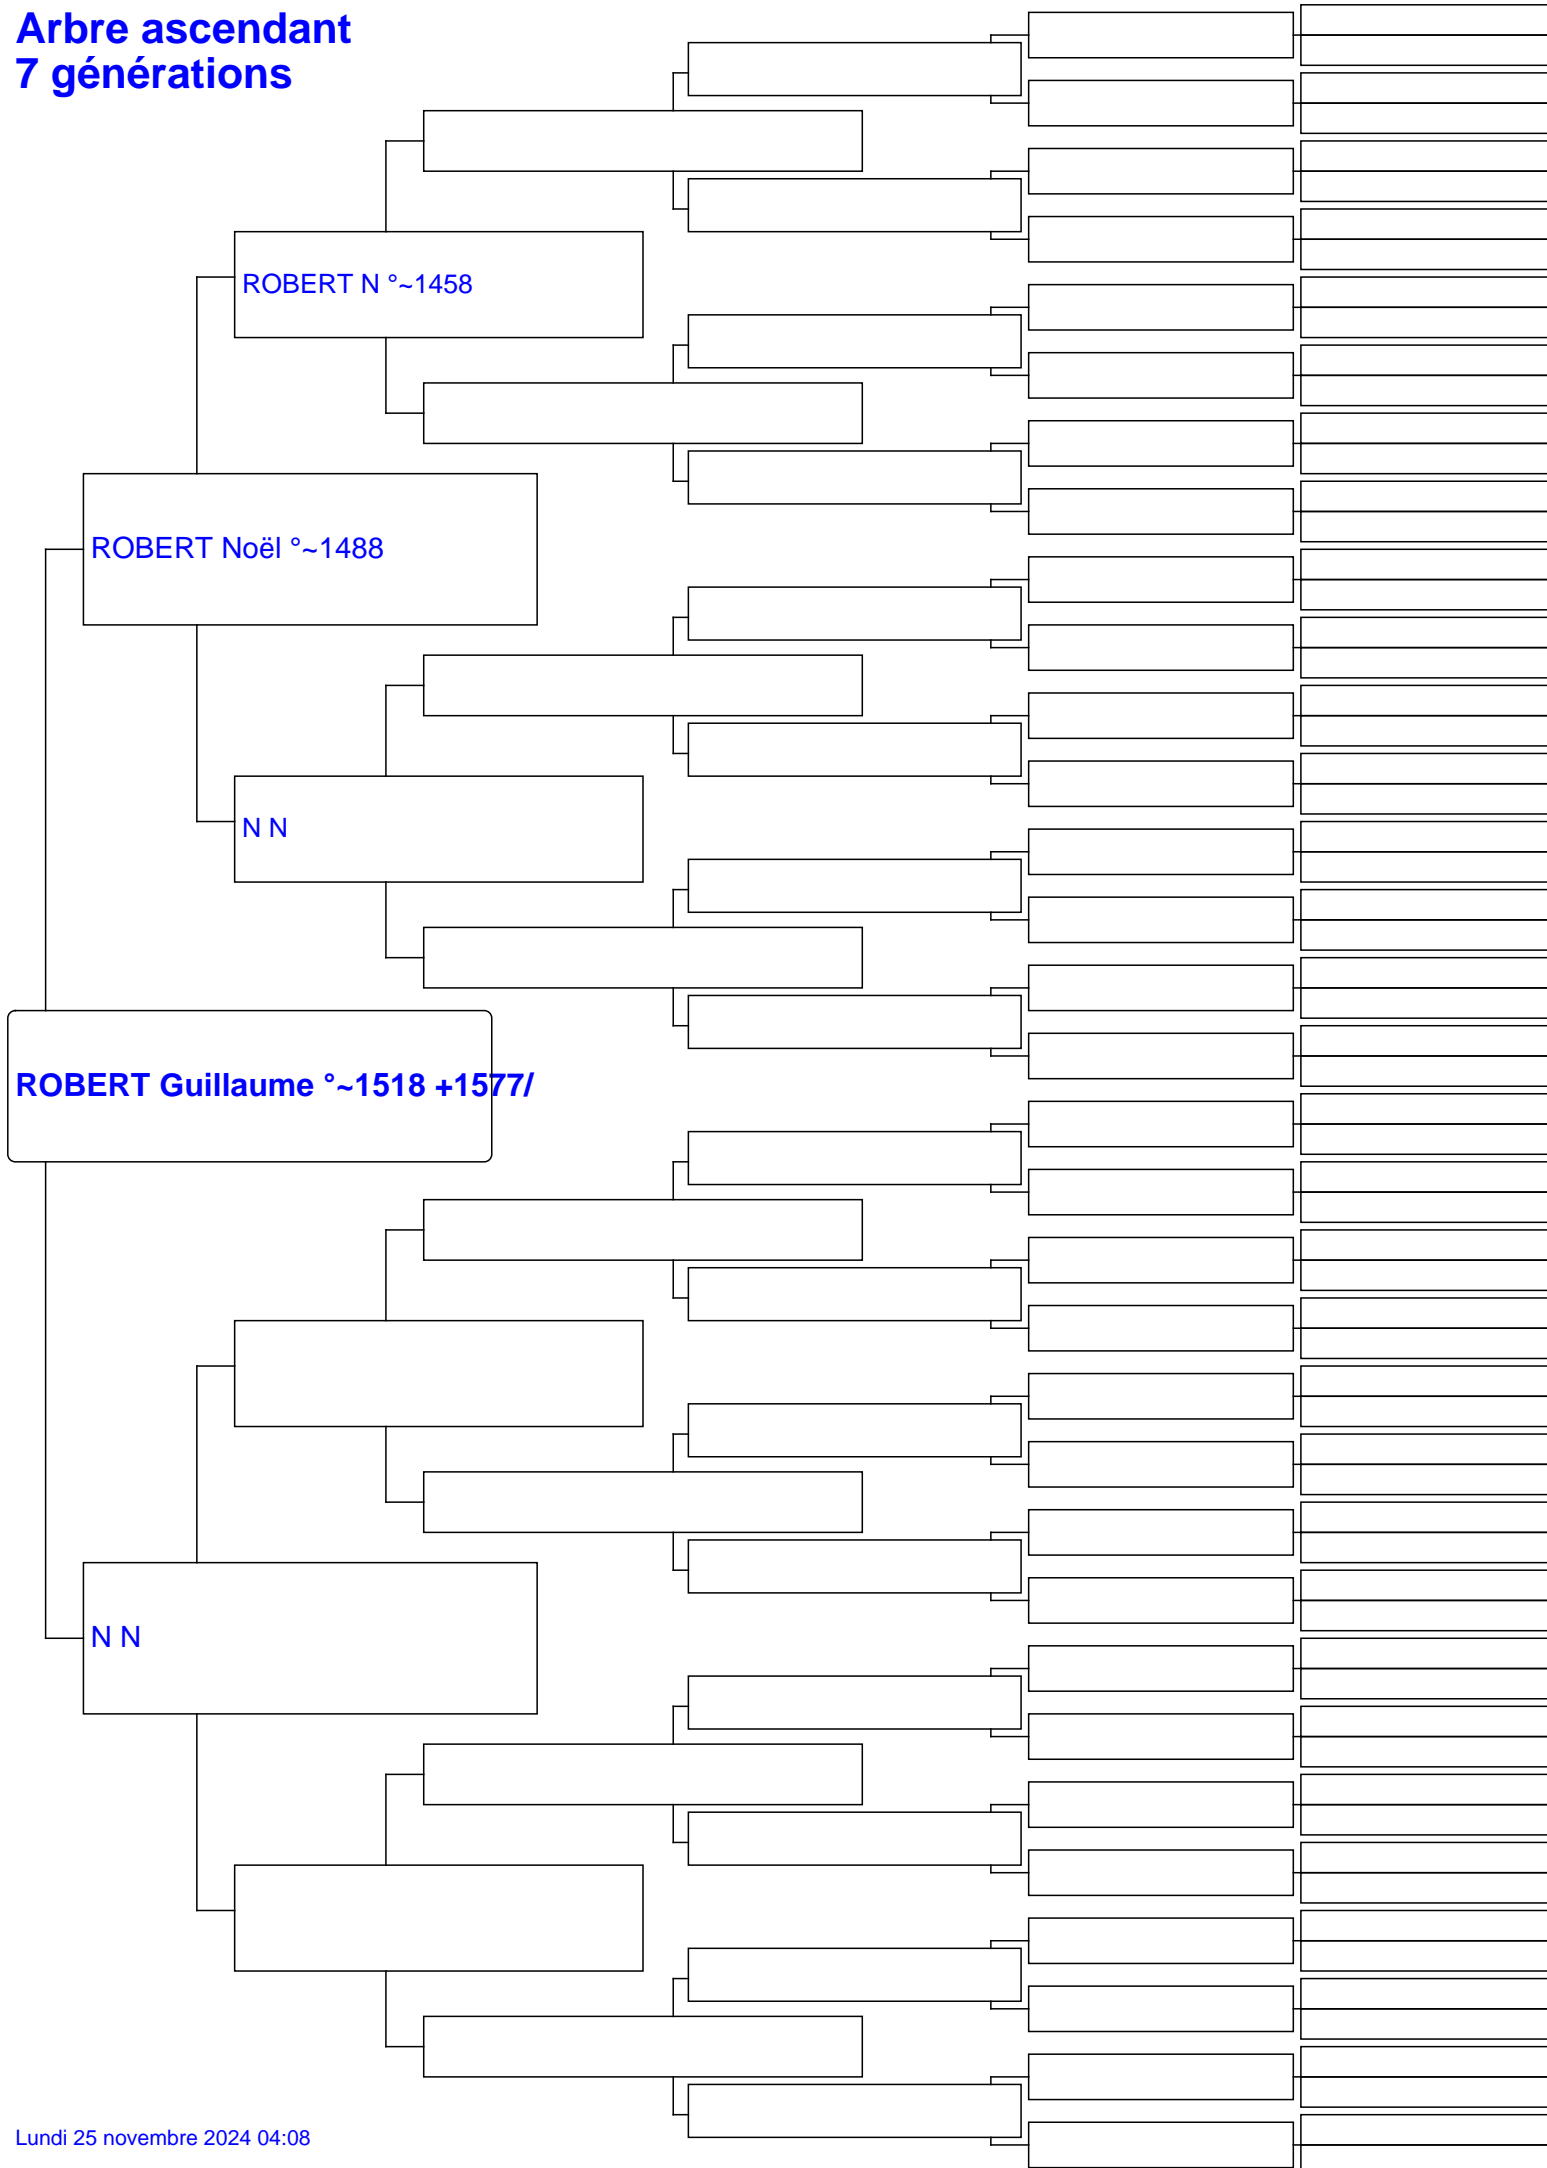 Arbre ascendant
7 générations
ROBERT N °~1458
ROBERT Noël °~1488
N N
ROBERT Guillaume °~1518 +1577/
N N
Lundi 25 novembre 2024 04:08